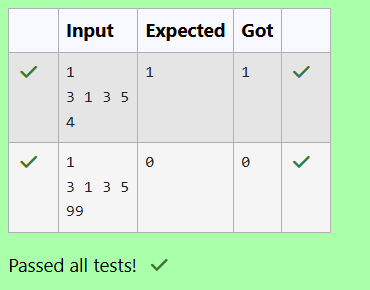 Input Expected Got
1 1 1
3 1 3 5
4
1 0 0
3 1 3 5
99
Passed all tests!